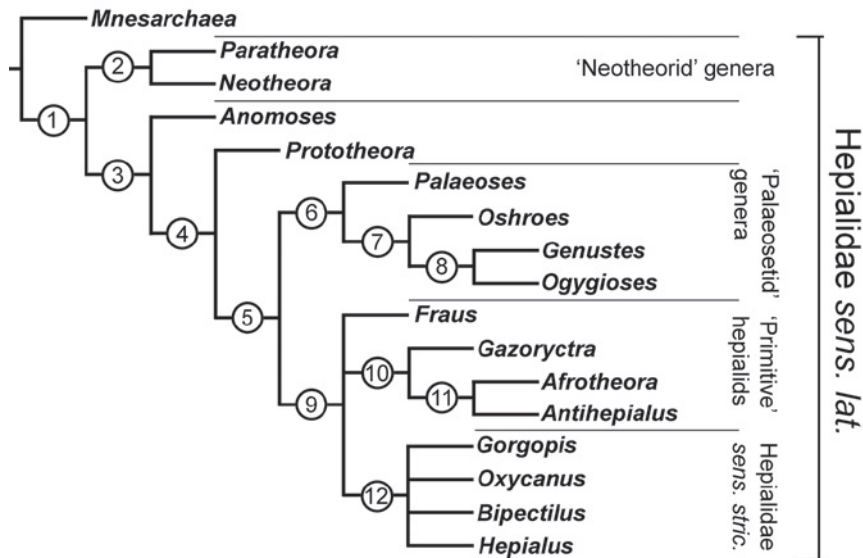 Mnesarchaea
Paratheora
2
'Neotheorid' genera
Neotheora
1
Anomoses
3
Prototheora
Palaeoses
6
Oshroes
7
4
Genustes
8
Ogygioses
'Palaeosetid'
genera
5
Fraus
Gazoryctra
10
Afrotheora
11
9
Antihepialus
'Primitive'
hepialids
Gorgopis
Oxycanus
12
Bipectilus
Hepialus
Hepialidae
sens. stric.
Hepialidae sens. lat.